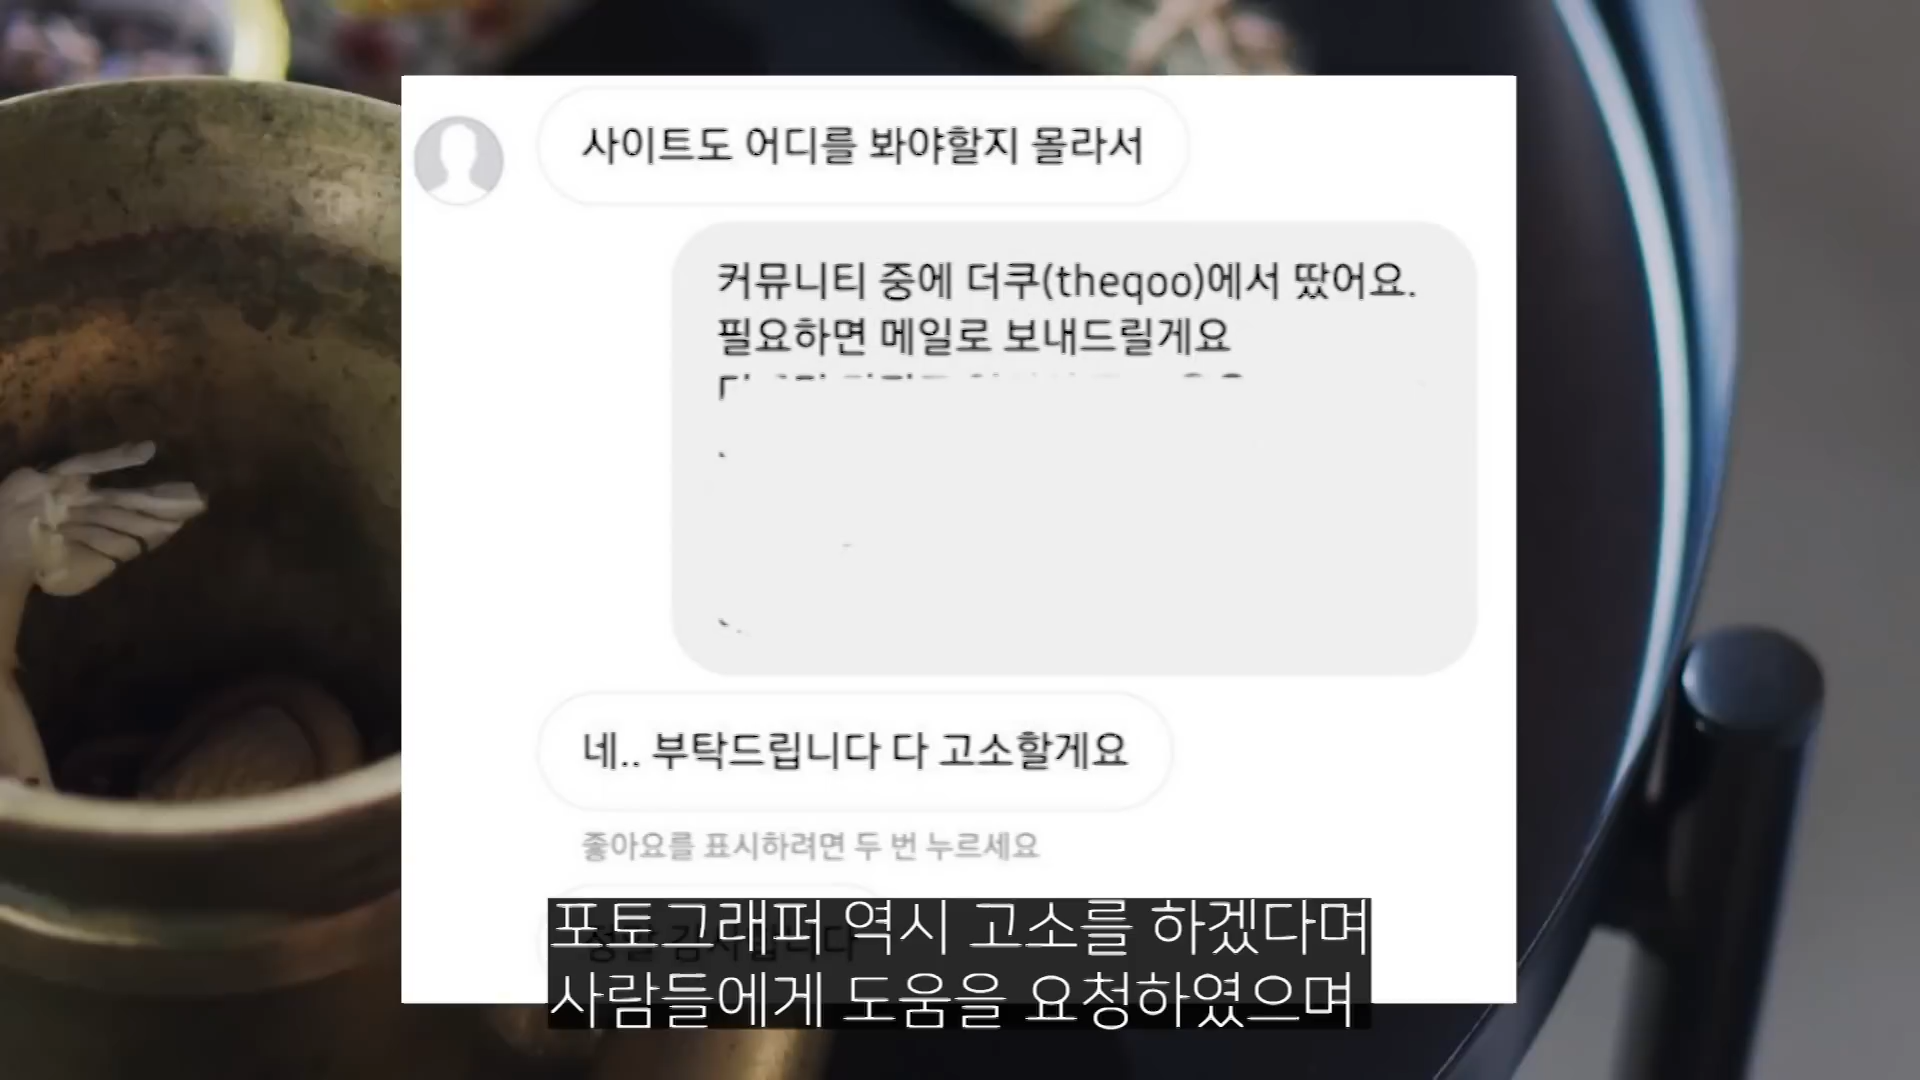 사이트도 어디를 봐야할지 몰라서
커뮤니티 중에 더쿠(theqoo)에서 땄어요.
필요하면 메일로 보내드릴게요
네.. 부탁드립니다 다 고소할게요
좋아요를 표시하려면 두 번 누르세요
포토그래퍼 역시 고소를 하겠다며
사람들에게 도움을 요청하였으며